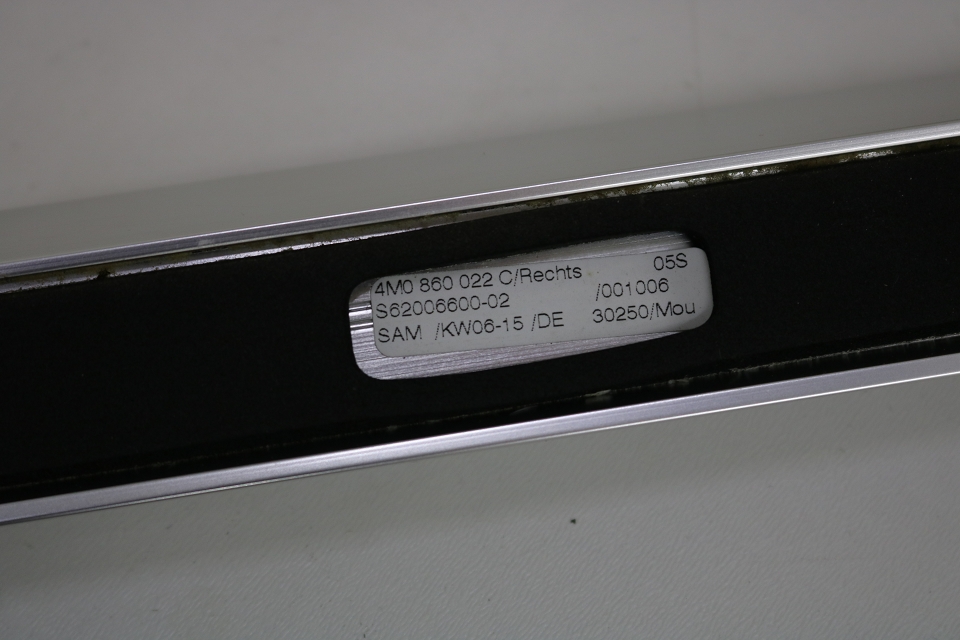 4M0 860 022 C/Rechts 05S
S62006600-02 /001006
SAM /KW06-15 /DE 30250/Mou